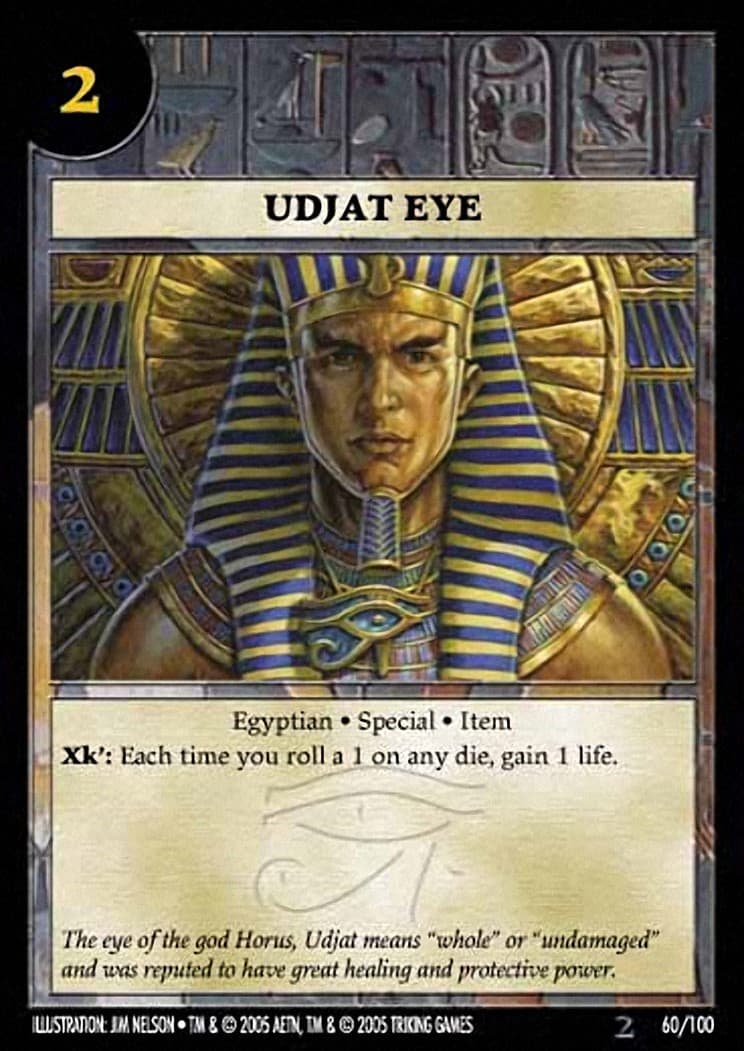 2
UDJAT EYE
Egyptian • Special • Item
Xk': Each time you roll a 1 on any die, gain 1 life.
The eye of the god Horus, Udjat means “whole” or “undamaged”
and was reputed to have great healing and protective power.
ILLUSTRATION: JIM NELSON • TM & © 2005 AETN, TM & © 2005 TRIKING GAMES 2 60/100